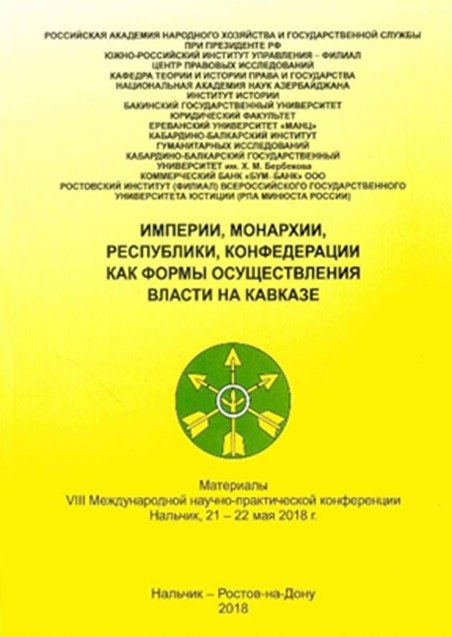 РОССИЙСКАЯ АКАДЕМИЯ НАРОДНОГО ХОЗЯЙСТВА И ГОСУДАРСТВЕННОЙ СЛУЖБЫ
ПРИ ПРЕЗИДЕНТЕ РФ
ЮЖНО-РОССИЙСКИЙ ИНСТИТУТ УПРАВЛЕНИЯ – ФИЛИАЛ
ЦЕНТР ПРАВОВЫХ ИССЛЕДОВАНИЙ
КАФЕДРА ТЕОРИИ И ИСТОРИИ ПРАВА И ГОСУДАРСТВА
НАЦИОНАЛЬНАЯ АКАДЕМИЯ НАУК АЗЕРБАЙДЖАНА
ИНСТИТУТ ИСТОРИИ
БАКИНСКИЙ ГОСУДАРСТВЕННЫЙ УНИВЕРСИТЕТ
ЮРИДИЧЕСКИЙ ФАКУЛЬТЕТ
ЕРЕВАНСКИЙ УНИВЕРСИТЕТ «МАНЦ»
КАБАРДИНО-БАЛКАРСКИЙ ИНСТИТУТ
ГУМАНИТАРНЫХ ИССЛЕДОВАНИЙ
КАБАРДИНО-БАЛКАРСКИЙ ГОСУДАРСТВЕННЫЙ
УНИВЕРСИТЕТ им. Х. М. Бербекова
КОММЕРЧЕСКИЙ БАНК «БУМ–БАНК» ООО
РОСТОВСКИЙ ИНСТИТУТ (ФИЛИАЛ) ВСЕРОССИЙСКОГО ГОСУДАРСТВЕННОГО
УНИВЕРСИТЕТА ЮСТИЦИИ (РПА МИНЮСТА РОССИИ)
ИМПЕРИИ, МОНАРХИИ,
РЕСПУБЛИКИ, КОНФЕДЕРАЦИИ
КАК ФОРМЫ ОСУЩЕСТВЛЕНИЯ
ВЛАСТИ НА КАВКАЗЕ
Материалы
VIII Международной научно-практической конференции
Нальчик, 21 – 22 мая 2018 г.
Нальчик – Ростов-на-Дону
2018